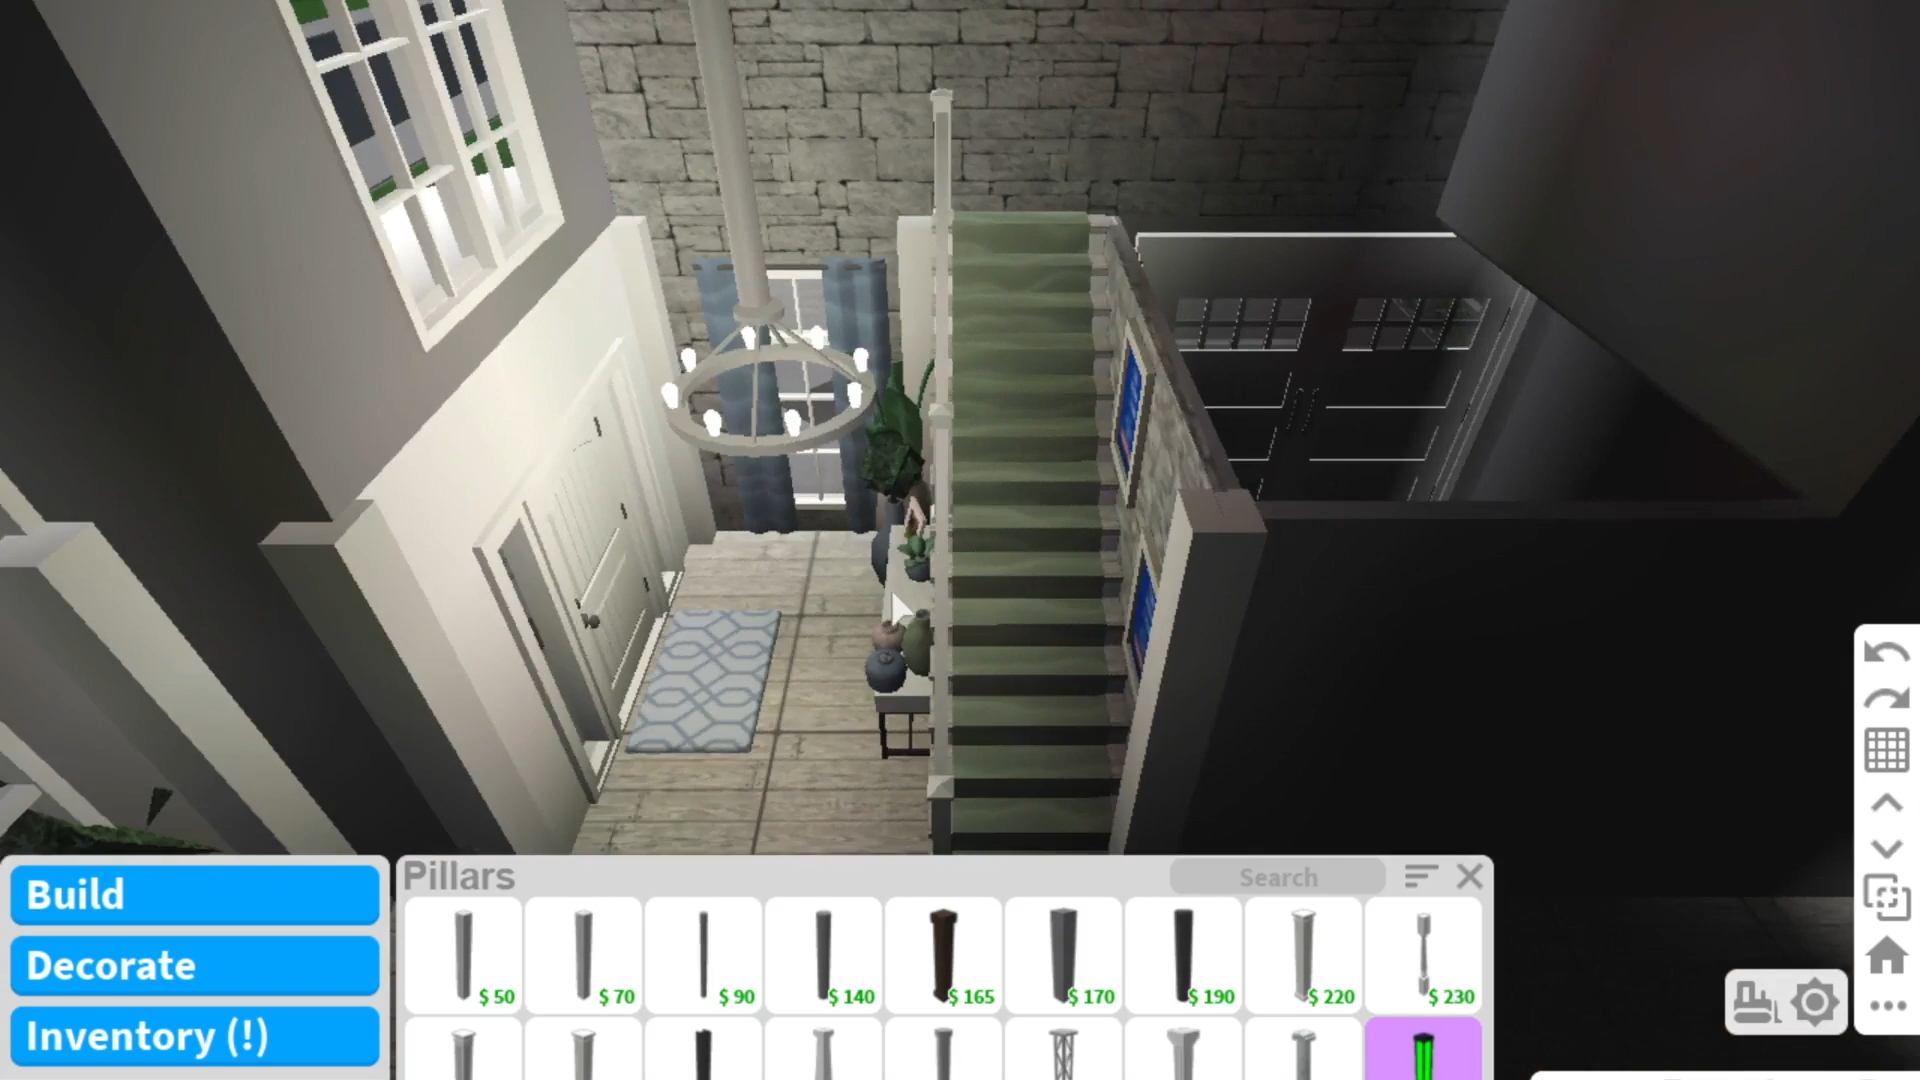 Pillars
Search
Build
Decorate
Inventory (!)
$ 50
$ 70
$ 90
$ 140
$ 165
$ 170
$ 190
$ 220
$ 230